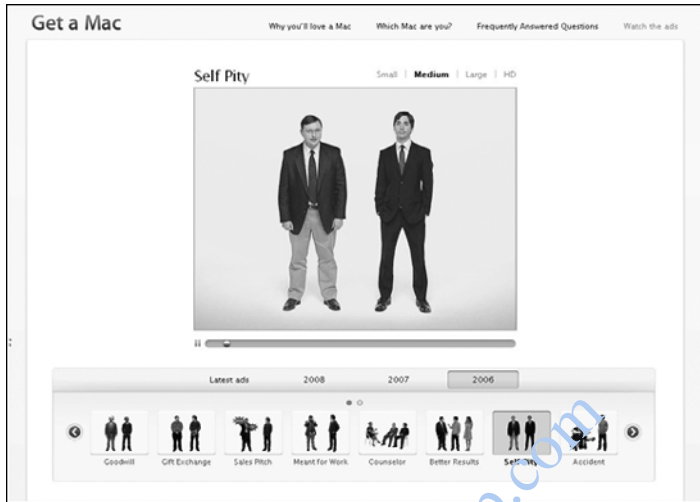 Get a Mac
Why you'll love a Mac Which Mac are you? Frequently Answered Questions Watch the ads
Self Pity
Small | Medium | Large | HD
Latest ads 2008 2007 2006
Goodwill Gift Exchange Sales Pitch Meant for Work Counselor Better Results Self Pity Accident